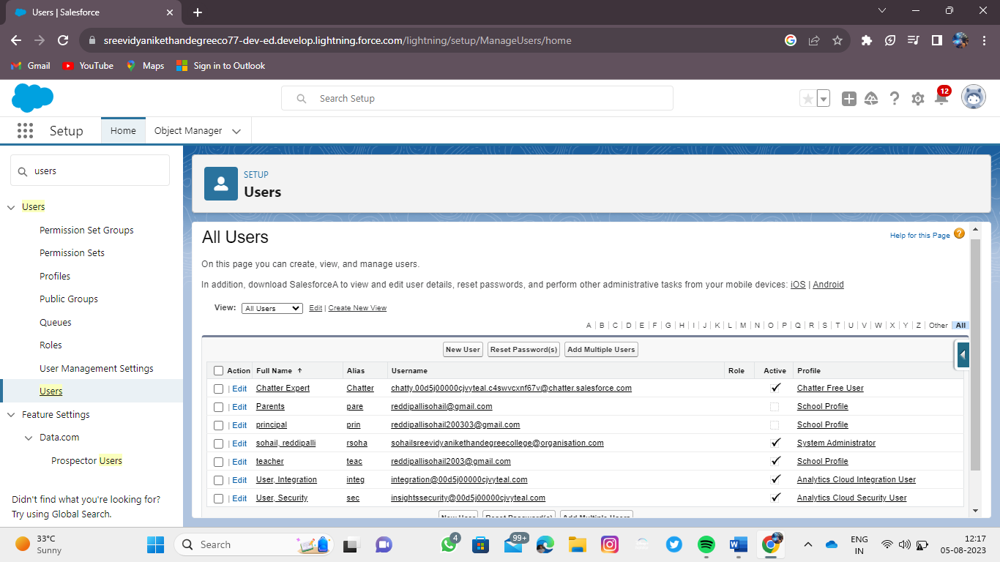 Users | Salesforce
sreevidyanikethandegreeco77-dev-ed.develop.lightning.force.com/lightning/setup/ManageUsers/home
Gmail YouTube Maps Sign in to Outlook
Search Setup
12
Setup Home Object Manager
users
Users
Permission Set Groups
Permission Sets
Profiles
Public Groups
Queues
Roles
User Management Settings
Users
Feature Settings
Data.com
Prospector Users
Didn't find what you're looking for?
Try using Global Search.
SETUP
Users
All Users
Help for this Page ?
On this page you can create, view, and manage users.
In addition, download SalesforceA to view and edit user details, reset passwords, and perform other administrative tasks from your mobile devices: iOS | Android
View: All Users Edit | Create New View
A | B | C | D | E | F | G | H | I | J | K | L | M | N | O | P | Q | R | S | T | U | V | W | X | Y | Z | Other All
New User Reset Password(s) Add Multiple Users
Action Full Name ↑ Alias Username Role Active Profile
| Edit Chatter Expert Chatter chatty.00d5j00000cjvyteal.c4swvcxnf67v@chatter.salesforce.com Chatter Free User
| Edit Parents pare reddipallisohail@gmail.com School Profile
| Edit principal prin reddipallisohail200303@gmail.com School Profile
| Edit sohail, reddipalli rsoha sohailsreevidyanikethandegreecollege@organisation.com System Administrator
| Edit teacher teac reddipallisohail2003@gmail.com School Profile
| Edit User, Integration integ integration@00d5j00000cjvyteal.com Analytics Cloud Integration User
| Edit User, Security sec insightssecurity@00d5j00000cjvyteal.com Analytics Cloud Security User
New User Reset Password(s) Add Multiple Users
33°C
Sunny
Search
4
99+
ENG
IN
12:17
05-08-2023